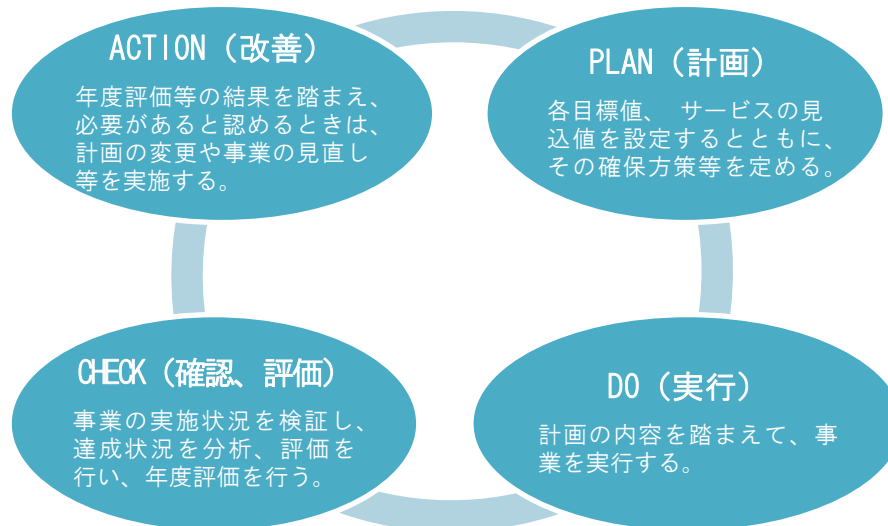 ACTION（改善）
年度評価等の結果を踏まえ、
必要があると認めるときは、
計画の変更や事業の見直し
等を実施する。
PLAN（計画）
各目標値、 サービスの見
込値を設定するとともに、
その確保方策等を定める。
CHECK（確認、評価）
事業の実施状況を検証し、
達成状況を分析、評価を
行い、年度評価を行う。
DO（実行）
計画の内容を踏まえて、事
業を実行する。